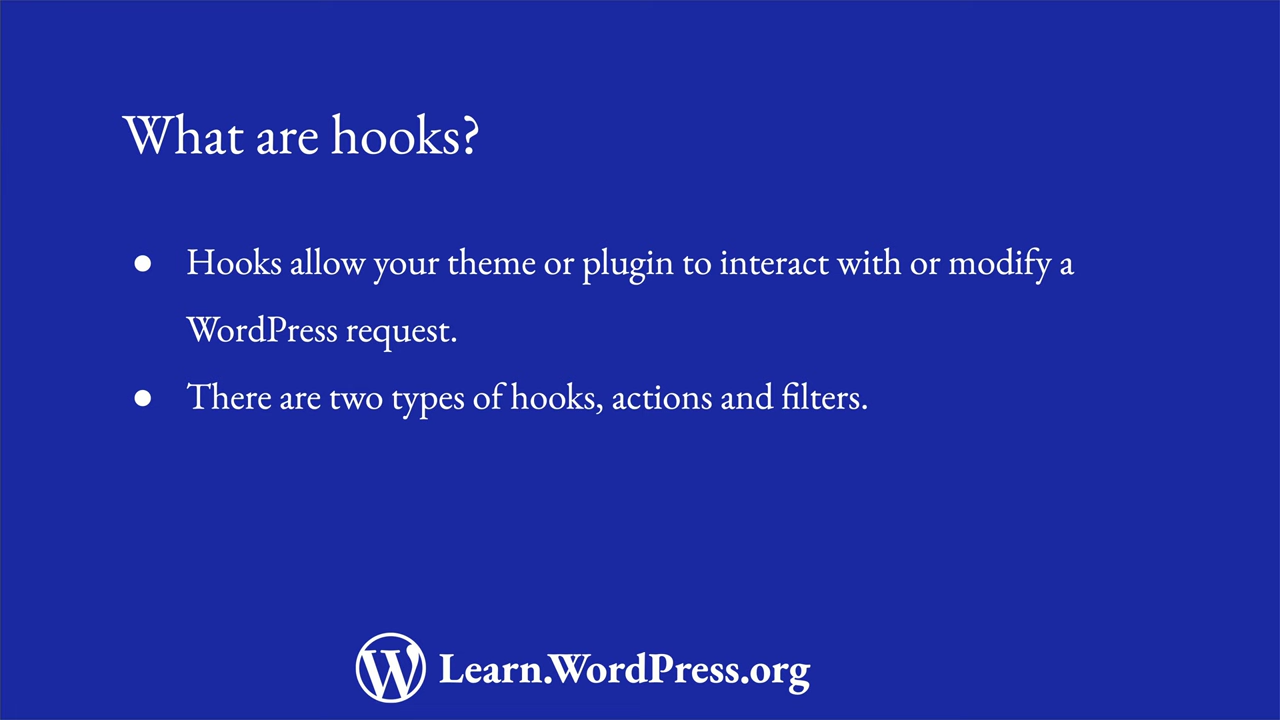 What are hooks?
● Hooks allow your theme or plugin to interact with or modify a
WordPress request.
● There are two types of hooks, actions and filters.
Learn.WordPress.org